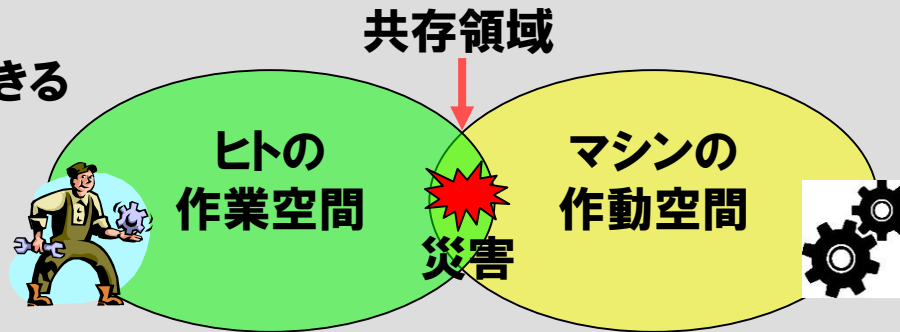 共存領域
きる
ヒトの
作業空間
マシンの
作動空間
災害